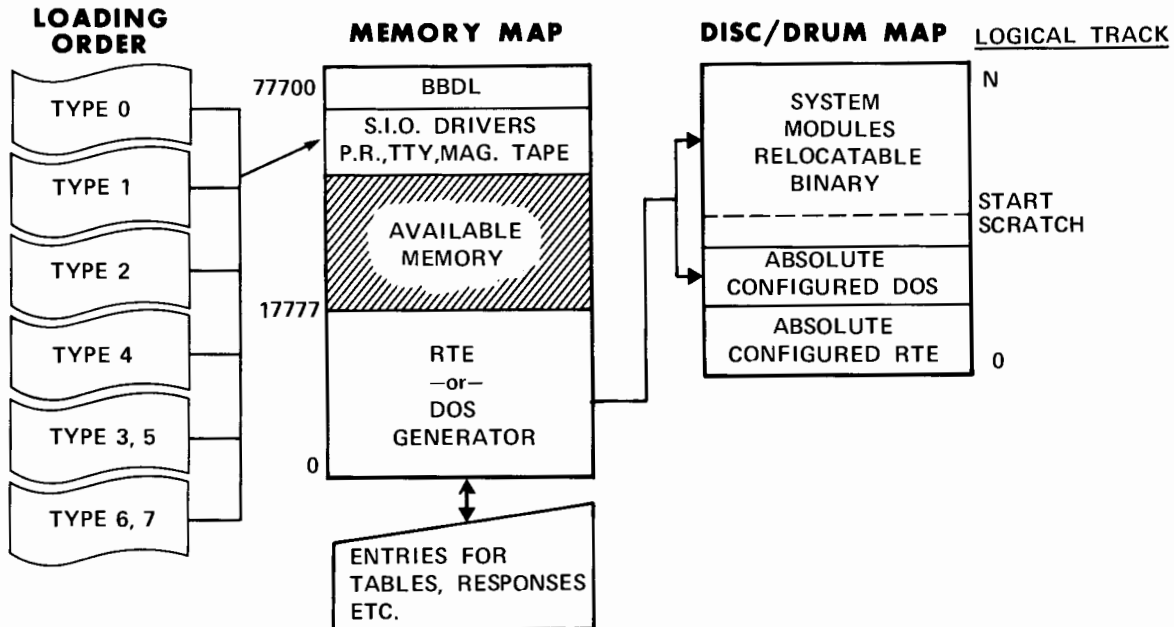 LOADING
ORDER
TYPE 0
TYPE 1
TYPE 2
TYPE 4
TYPE 3, 5
TYPE 6, 7
MEMORY MAP
77700
BBDL
S.I.O. DRIVERS
P.R.,TTY,MAG. TAPE
AVAILABLE
MEMORY
17777
RTE
—or—
DOS
GENERATOR
0
ENTRIES FOR
TABLES, RESPONSES
ETC.
DISC/DRUM MAP
LOGICAL TRACK
N
SYSTEM
MODULES
RELOCATABLE
BINARY
START
SCRATCH
ABSOLUTE
CONFIGURED DOS
ABSOLUTE
CONFIGURED RTE
0